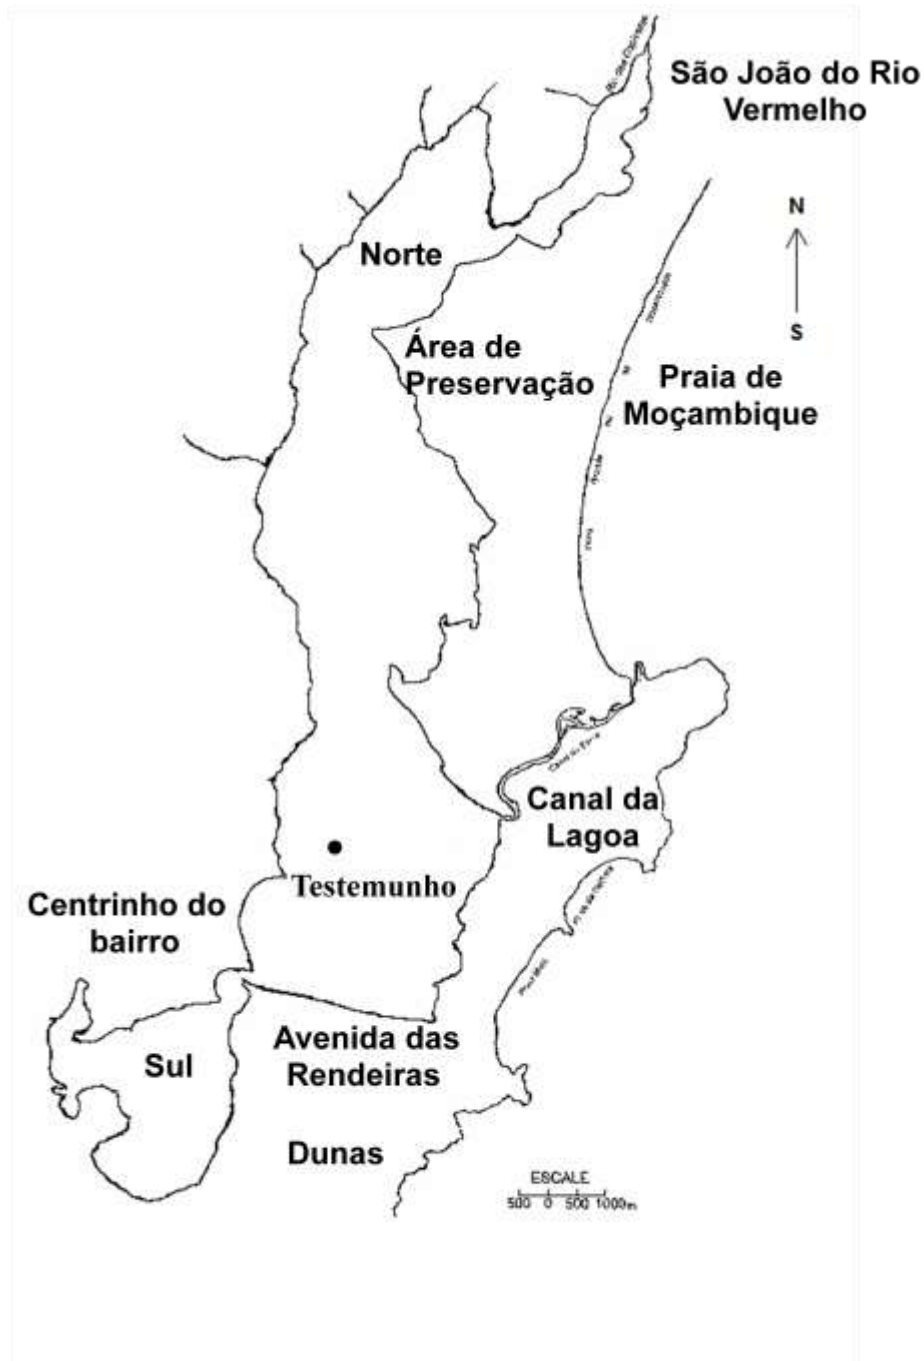 São João do Rio
Vermelho
N
S
Norte
Área de
Preservação
Praia de
Moçambique
Canal da
Lagoa
Testemunho
Centrinho do
bairro
Sul
Avenida das
Rendeiras
Dunas
ESCALE
500 0 500 1000m